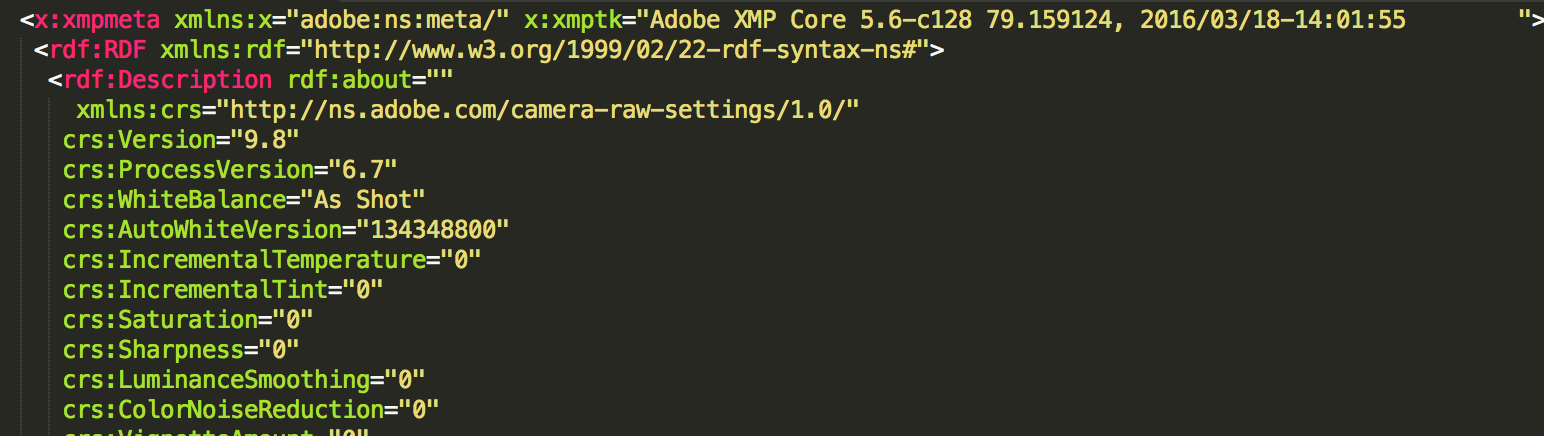 <x:xmpmeta xmlns:x="adobe:ns:meta/" x:xmptk="Adobe XMP Core 5.6-c128 79.159124, 2016/03/18-14:01:55        ">
<rdf:RDF xmlns:rdf="http://www.w3.org/1999/02/22-rdf-syntax-ns#">
<rdf:Description rdf:about=""
xmlns:crs="http://ns.adobe.com/camera-raw-settings/1.0/"
crs:Version="9.8"
crs:ProcessVersion="6.7"
crs:WhiteBalance="As Shot"
crs:AutoWhiteVersion="134348800"
crs:IncrementalTemperature="0"
crs:IncrementalTint="0"
crs:Saturation="0"
crs:Sharpness="0"
crs:LuminanceSmoothing="0"
crs:ColorNoiseReduction="0"
crs:VignetteAmount="0"